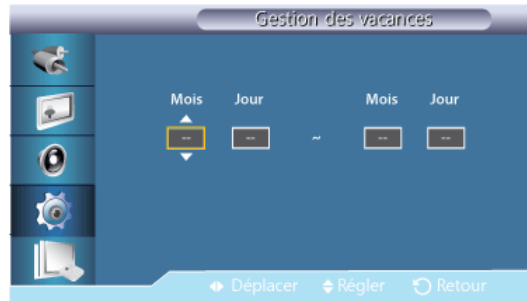 Gestion des vacances
Mois Jour Mois Jour
-- -- ~ -- --
Déplacer Régler Retour